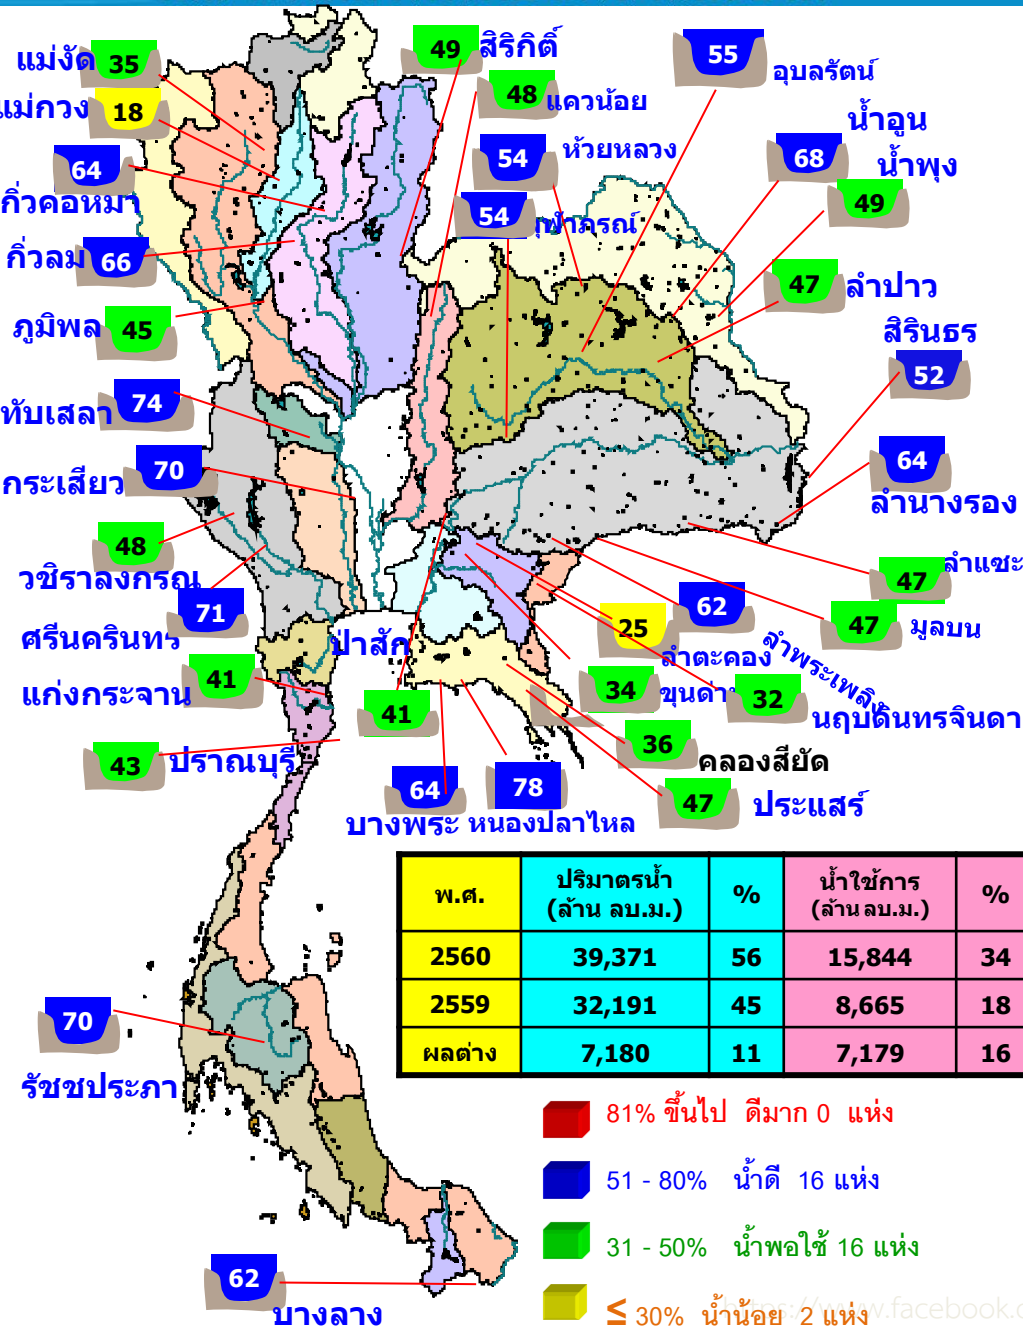 แม่งัด 35
49 สิริกิติ์
55 อุบลรัตน์
แม่กวง 18
48 แควน้อย
น้ำอูน
68
64
กิ่วคอหมา
54 ห้วยหลวง
น้ำพุง
49
54
กิ่วลม 66
47 ลำปาว
ภูมิพล 45
สิรินธร
52
ทับเสลา 74
กระเสียว 70
64
ลำนางรอง
48
วชิราลงกรณ
47 ลำแชะ
71
ศรีนครินทร
ป่าสัก
25
ลำตะคอง
62
ลำพระเพลิง
47 มูลบน
แก่งกระจาน 41
41
34
32 นฤบดินทรจินดา
43 ปราณบุรี
36
คลองสียัด
64
บางพระ
78
หนองปลาไหล
47 ประแสร์
พ.ศ. ปริมาตรน้ำ (ล้าน ลบ.ม.) % น้ำใช้การ (ล้าน ลบ.ม.) %
2560 39,371 56 15,844 34
2559 32,191 45 8,665 18
ผลต่าง 7,180 11 7,179 16
70
รัชชประภา
81% ขึ้นไป ดีมาก 0 แห่ง
51 - 80% น้ำดี 16 แห่ง
31 - 50% น้ำพอใช้ 16 แห่ง
≤ 30% น้ำน้อย 2 แห่ง
62
บางลาง